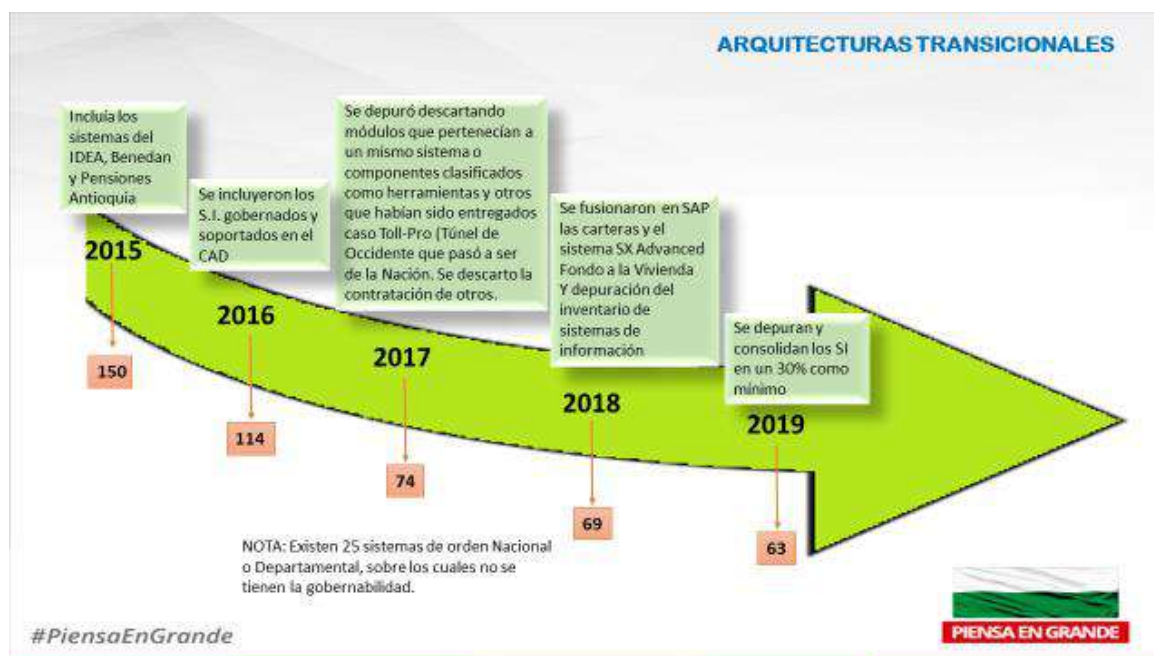 ARQUITECTURAS TRANSICIONALES
Incluía los
sistemas del
IDEA, Benedan
y Pensiones
Antioquia
2015
150
Se incluyeron los
S.I. gobernados y
soportados en el
CAD
2016
114
Se depuró descartando
módulos que pertenecían a
un mismo sistema o
componentes clasificados
como herramientas y otros
que habían sido entregados
caso Toll-Pro (Túnel de
Occidente que pasó a ser
de la Nación. Se descarto la
contratación de otros.
2017
74
Se fusionaron en SAP
las carteras y el
sistema SX Advanced
Fondo a la Vivienda
Y depuración del
inventario de
sistemas de
información
2018
69
Se depuran y
consolidan los SI
en un 30% como
mínimo
2019
63
NOTA: Existen 25 sistemas de orden Nacional
o Departamental, sobre los cuales no se
tienen la gobernabilidad.
#PiensaEnGrande
PIENSA EN GRANDE